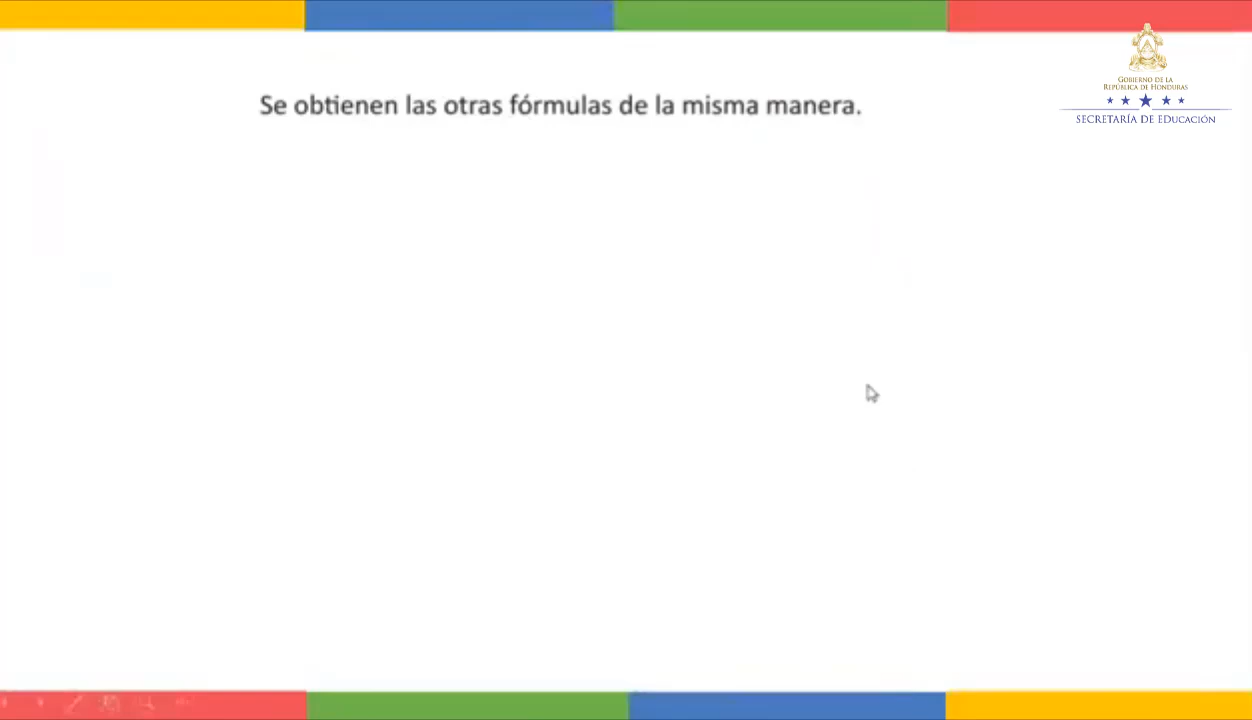 Se obtienen las otras fórmulas de la misma manera.
GOBIERNO DE LA
REPÚBLICA DE HONDURAS
SECRETARÍA DE EDUCACIÓN